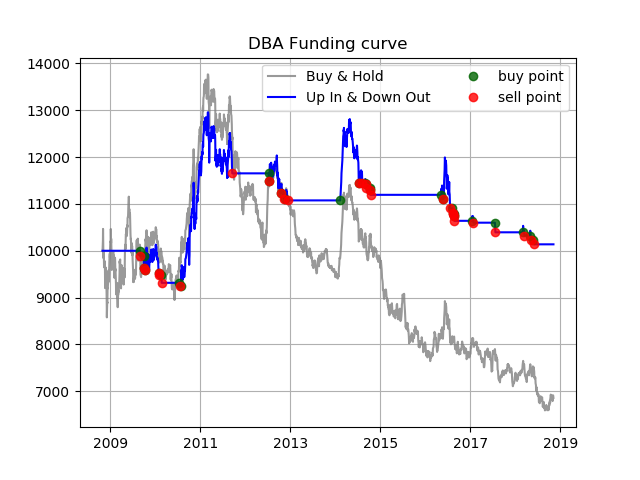 DBA Funding curve
14000
13000
12000
11000
10000
9000
8000
7000
Buy & Hold
Up In & Down Out
buy point
sell point
2009 2011 2013 2015 2017 2019